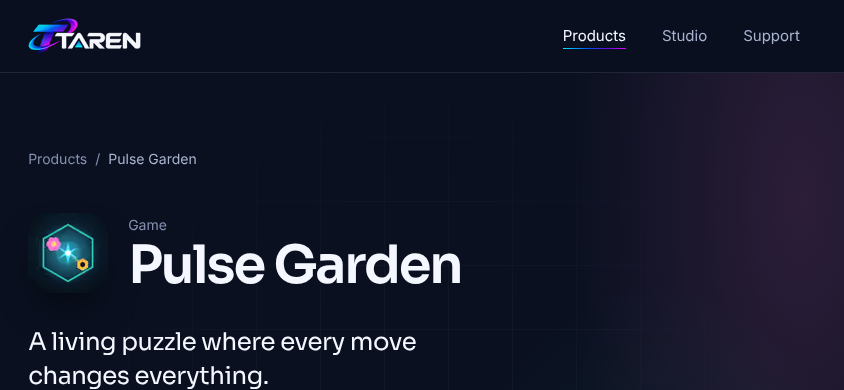 TAREN
Products Studio Support
Products / Pulse Garden
Game
Pulse Garden
A living puzzle where every move
changes everything.